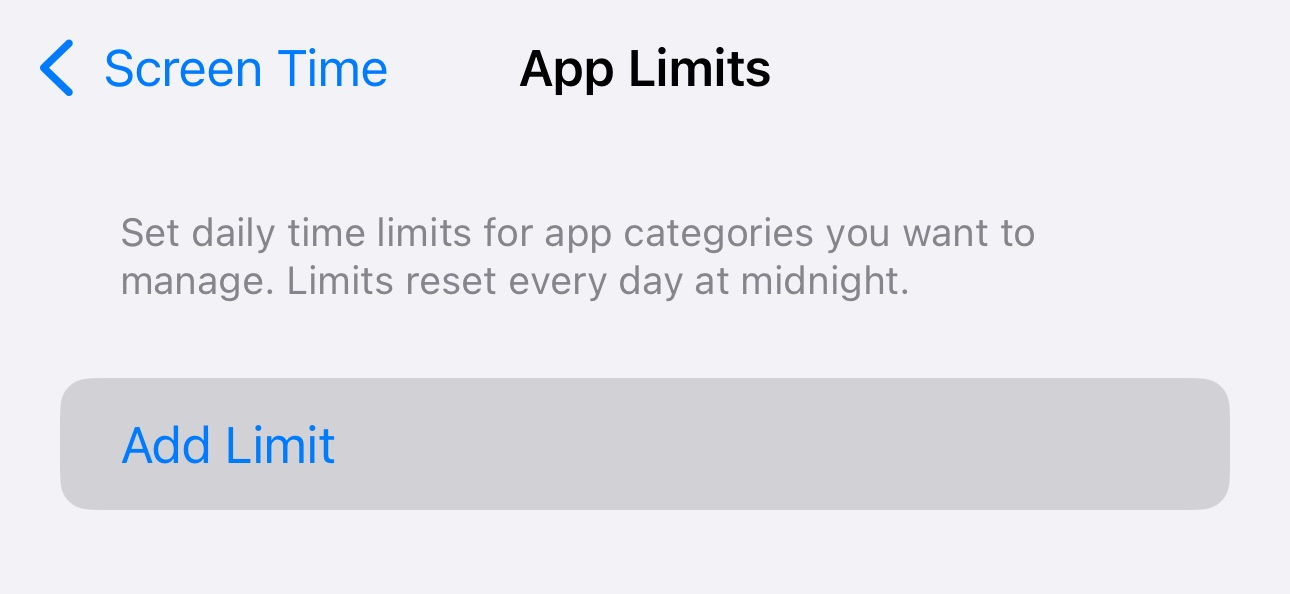 Screen Time
App Limits
Set daily time limits for app categories you want to
manage. Limits reset every day at midnight.
Add Limit